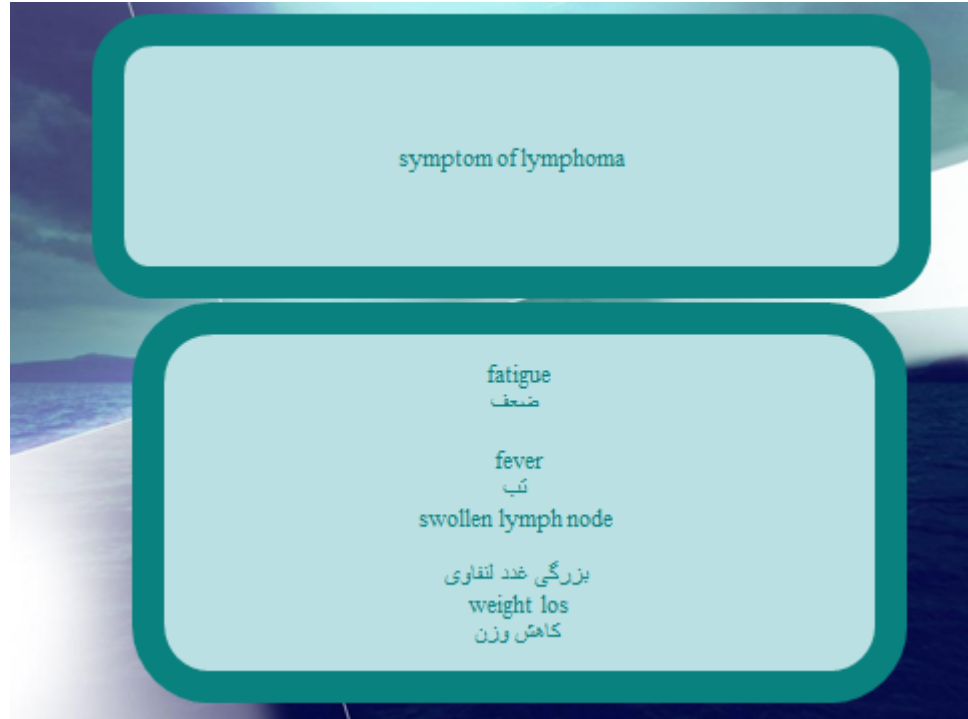 symptom of lymphoma
fatigue
ضعف
fever
تب
swollen lymph node
بزرگی غدد لنفاوی
weight los
کاهش وزن